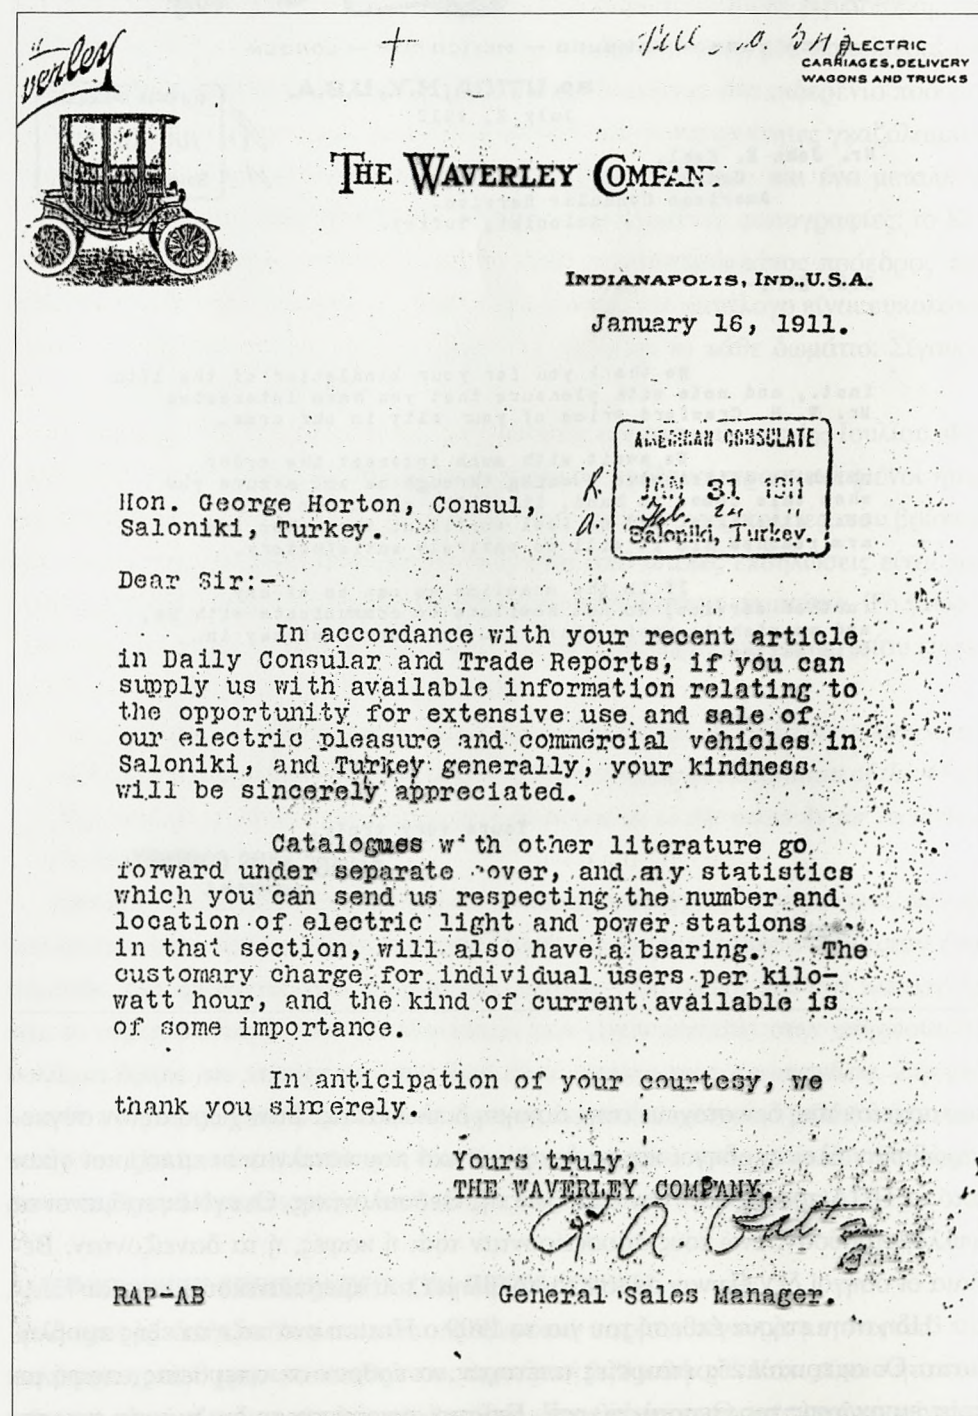 Waverley
ELECTRIC
CARRIAGES, DELIVERY
WAGONS AND TRUCKS
THE WAVERLEY COMPANY.
INDIANAPOLIS, IND., U.S.A.
January 16, 1911.
AMERICAN CONSULATE
R. JAN 31 1911
a. Feb. 24 "
Saloniki, Turkey.
Hon. George Horton, Consul,
Saloniki, Turkey.
Dear Sir:-
In accordance with your recent article
in Daily Consular and Trade Reports, if you can
supply us with available information relating to
the opportunity for extensive use and sale of
our electric pleasure and commercial vehicles in
Saloniki, and Turkey generally, your kindness
will be sincerely appreciated.
Catalogues with other literature go
forward under separate cover, and any statistics
which you can send us respecting the number and
location of electric light and power stations
in that section, will also have a bearing. The
customary charge for individual users per kilo-
watt hour, and the kind of current available is
of some importance.
In anticipation of your courtesy, we
thank you sincerely.
Yours truly,
THE WAVERLEY COMPANY.
RAP-AB
General Sales Manager.